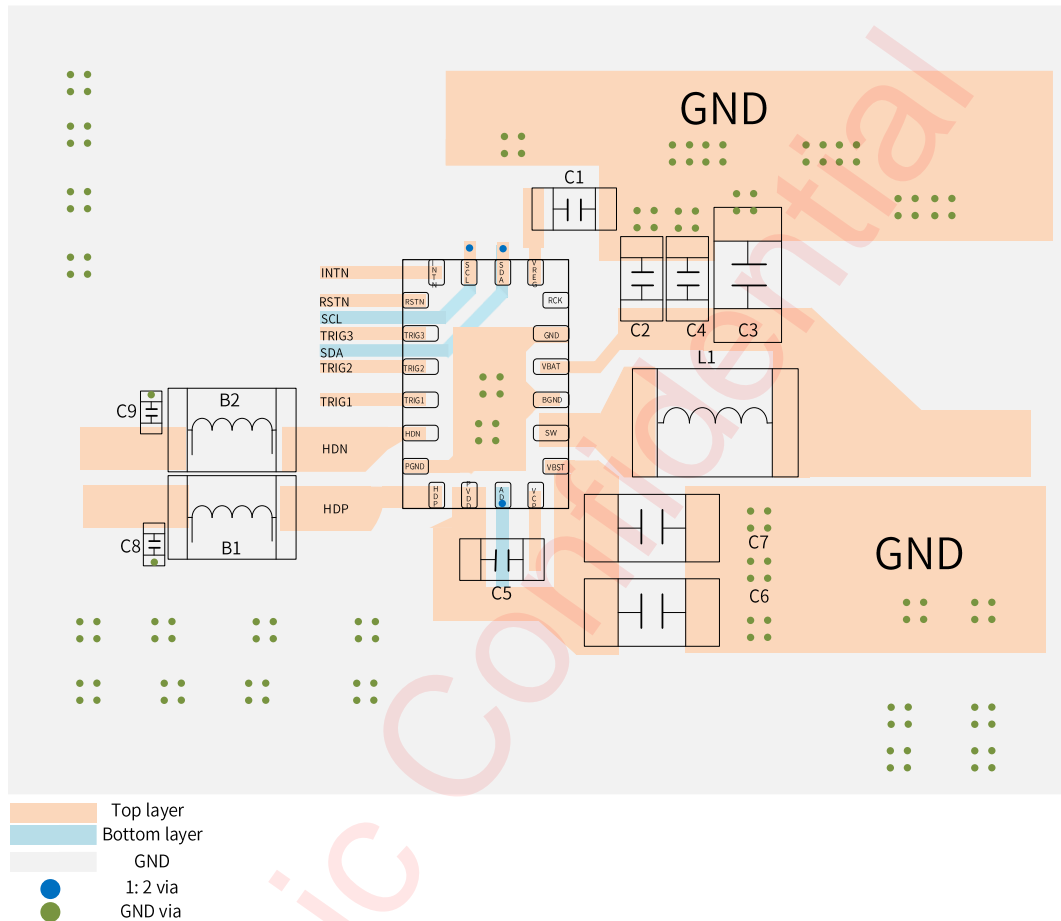 GND
C1
INTN
INTN
SCL
SDA
VREG
RSTN
RSTN
RCK
SCL
TRIG3
TRIG3
GND
C2
C4
C3
SDA
L1
TRIG2
TRIG2
VBAT
TRIG1
TRIG1
BGND
B2
C9
HDN
HDN
SW
PGND
VBST
HDP
HDP
PVDD
AD
VCP
C8
B1
C5
C7
GND
C6
Confidential
ic
Top layer
Bottom layer
GND
1: 2 via
GND via